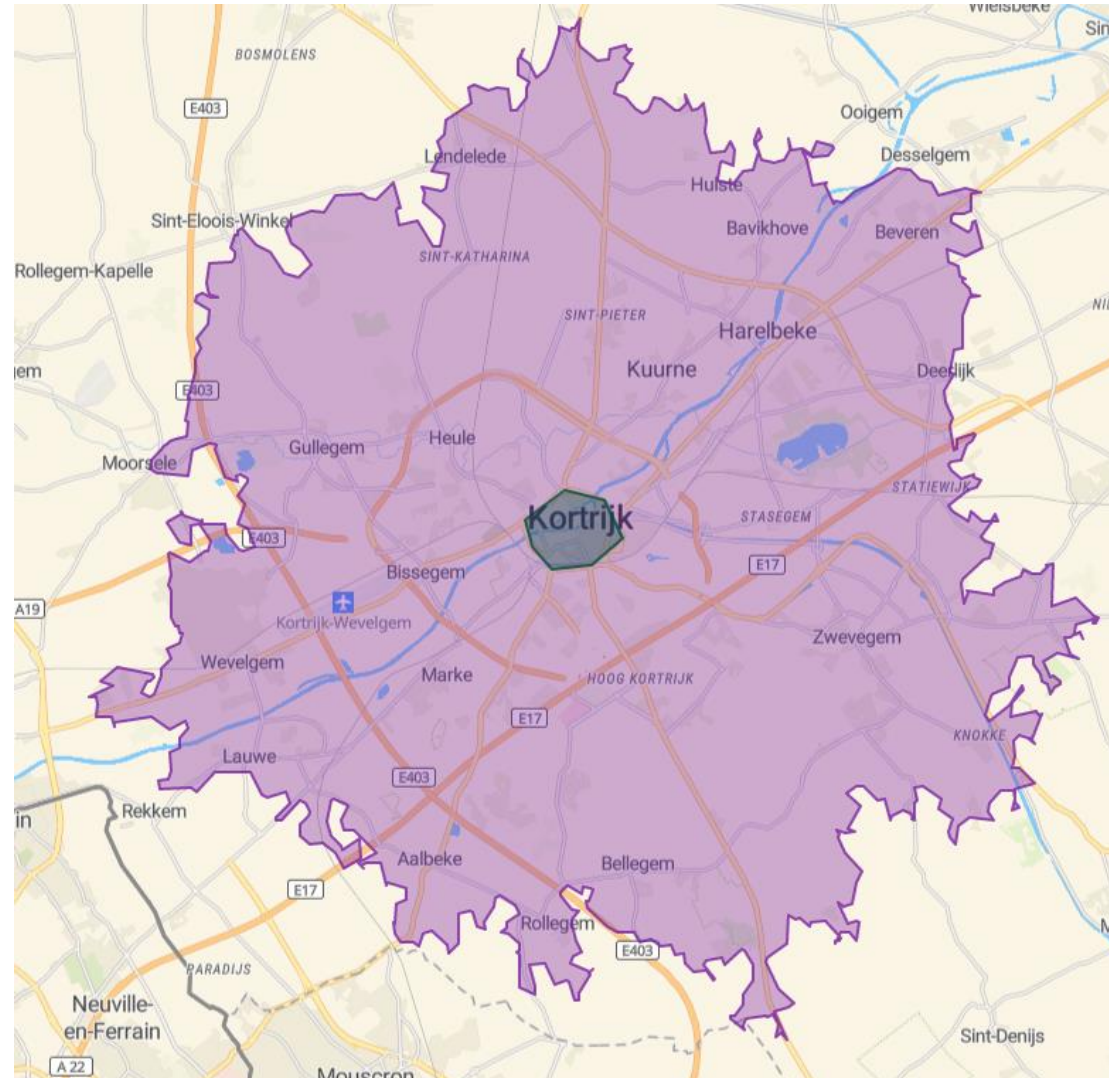 Wielsbeke
Sin
BOSMOLENS
E403
Ooigem
Desselgem
Lendelede
Hulste
Sint-Eloois-Winkel
Bavikhove
Beveren
SINT-KATHARINA
Rollegem-Kapelle
SINT-PIETER
Harelbeke
Kuurne
Deerlijk
E403
Gullegem
Heule
Moorsele
STATIEWIJK
Kortrijk
STASEGEM
E403
E17
Bissegem
A19
Kortrijk-Wevelgem
Zwevegem
Wevelgem
Marke
HOOG KORTRIJK
E17
KNOKKE
Lauwe
E403
Rekkem
in
Aalbeke
Bellegem
E17
Rollegem
E403
PARADIJS
Neuville-
en-Ferrain
Sint-Denijs
A 22
Mouscron